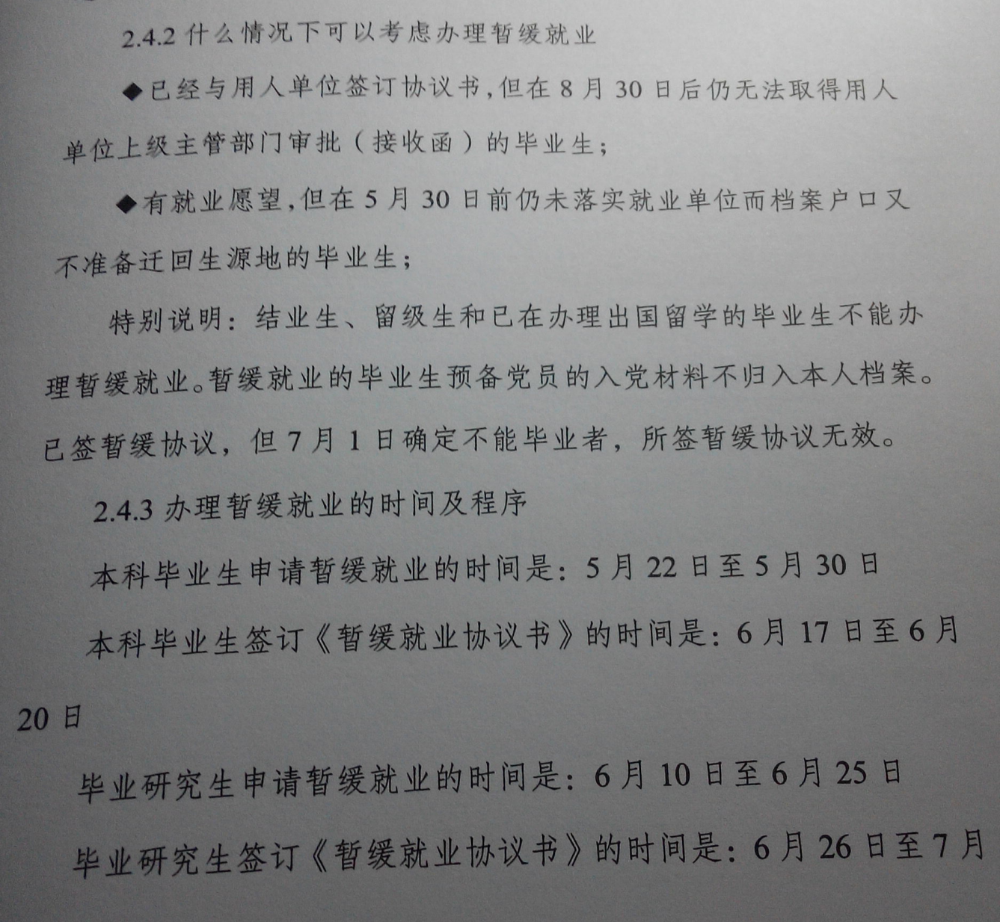 2.4.2 什么情况下可以考虑办理暂缓就业
◆已经与用人单位签订协议书,但在 8 月 30 日后仍无法取得用人
单位上级主管部门审批（接收函）的毕业生；
◆有就业愿望,但在 5 月 30 日前仍未落实就业单位而档案户口又
不准备迁回生源地的毕业生；
特别说明：结业生、留级生和已在办理出国留学的毕业生不能办
理暂缓就业。暂缓就业的毕业生预备党员的入党材料不归入本人档案。
已签暂缓协议，但 7 月 1 日确定不能毕业者，所签暂缓协议无效。
2.4.3 办理暂缓就业的时间及程序
本科毕业生申请暂缓就业的时间是：5 月 22 日至 5 月 30 日
本科毕业生签订《暂缓就业协议书》的时间是：6 月 17 日至 6 月
20 日
毕业研究生申请暂缓就业的时间是：6 月 10 日至 6 月 25 日
毕业研究生签订《暂缓就业协议书》的时间是：6 月 26 日至 7 月